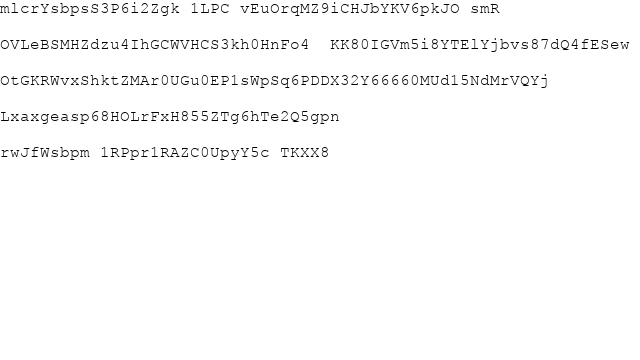 mlcrYsbpsS3P6i2Zgk 1LPC vEuOrqMZ9iCHJbYKV6pkJO smR
OVLeBSMHZdzu4IhGCWVHCS3kh0HnFo4  KK80IGVm5i8YTElYjbvs87dQ4fESew
OtGKRWvxShktZMAr0UGu0EP1sWpSq6PDDX32Y66660MUd15NdMrVQYj
Lxaxgeasp68HOLrFxH855ZTg6hTe2Q5gpn
rwJfWsbpm 1RPpr1RAZC0UpyY5c TKXX8